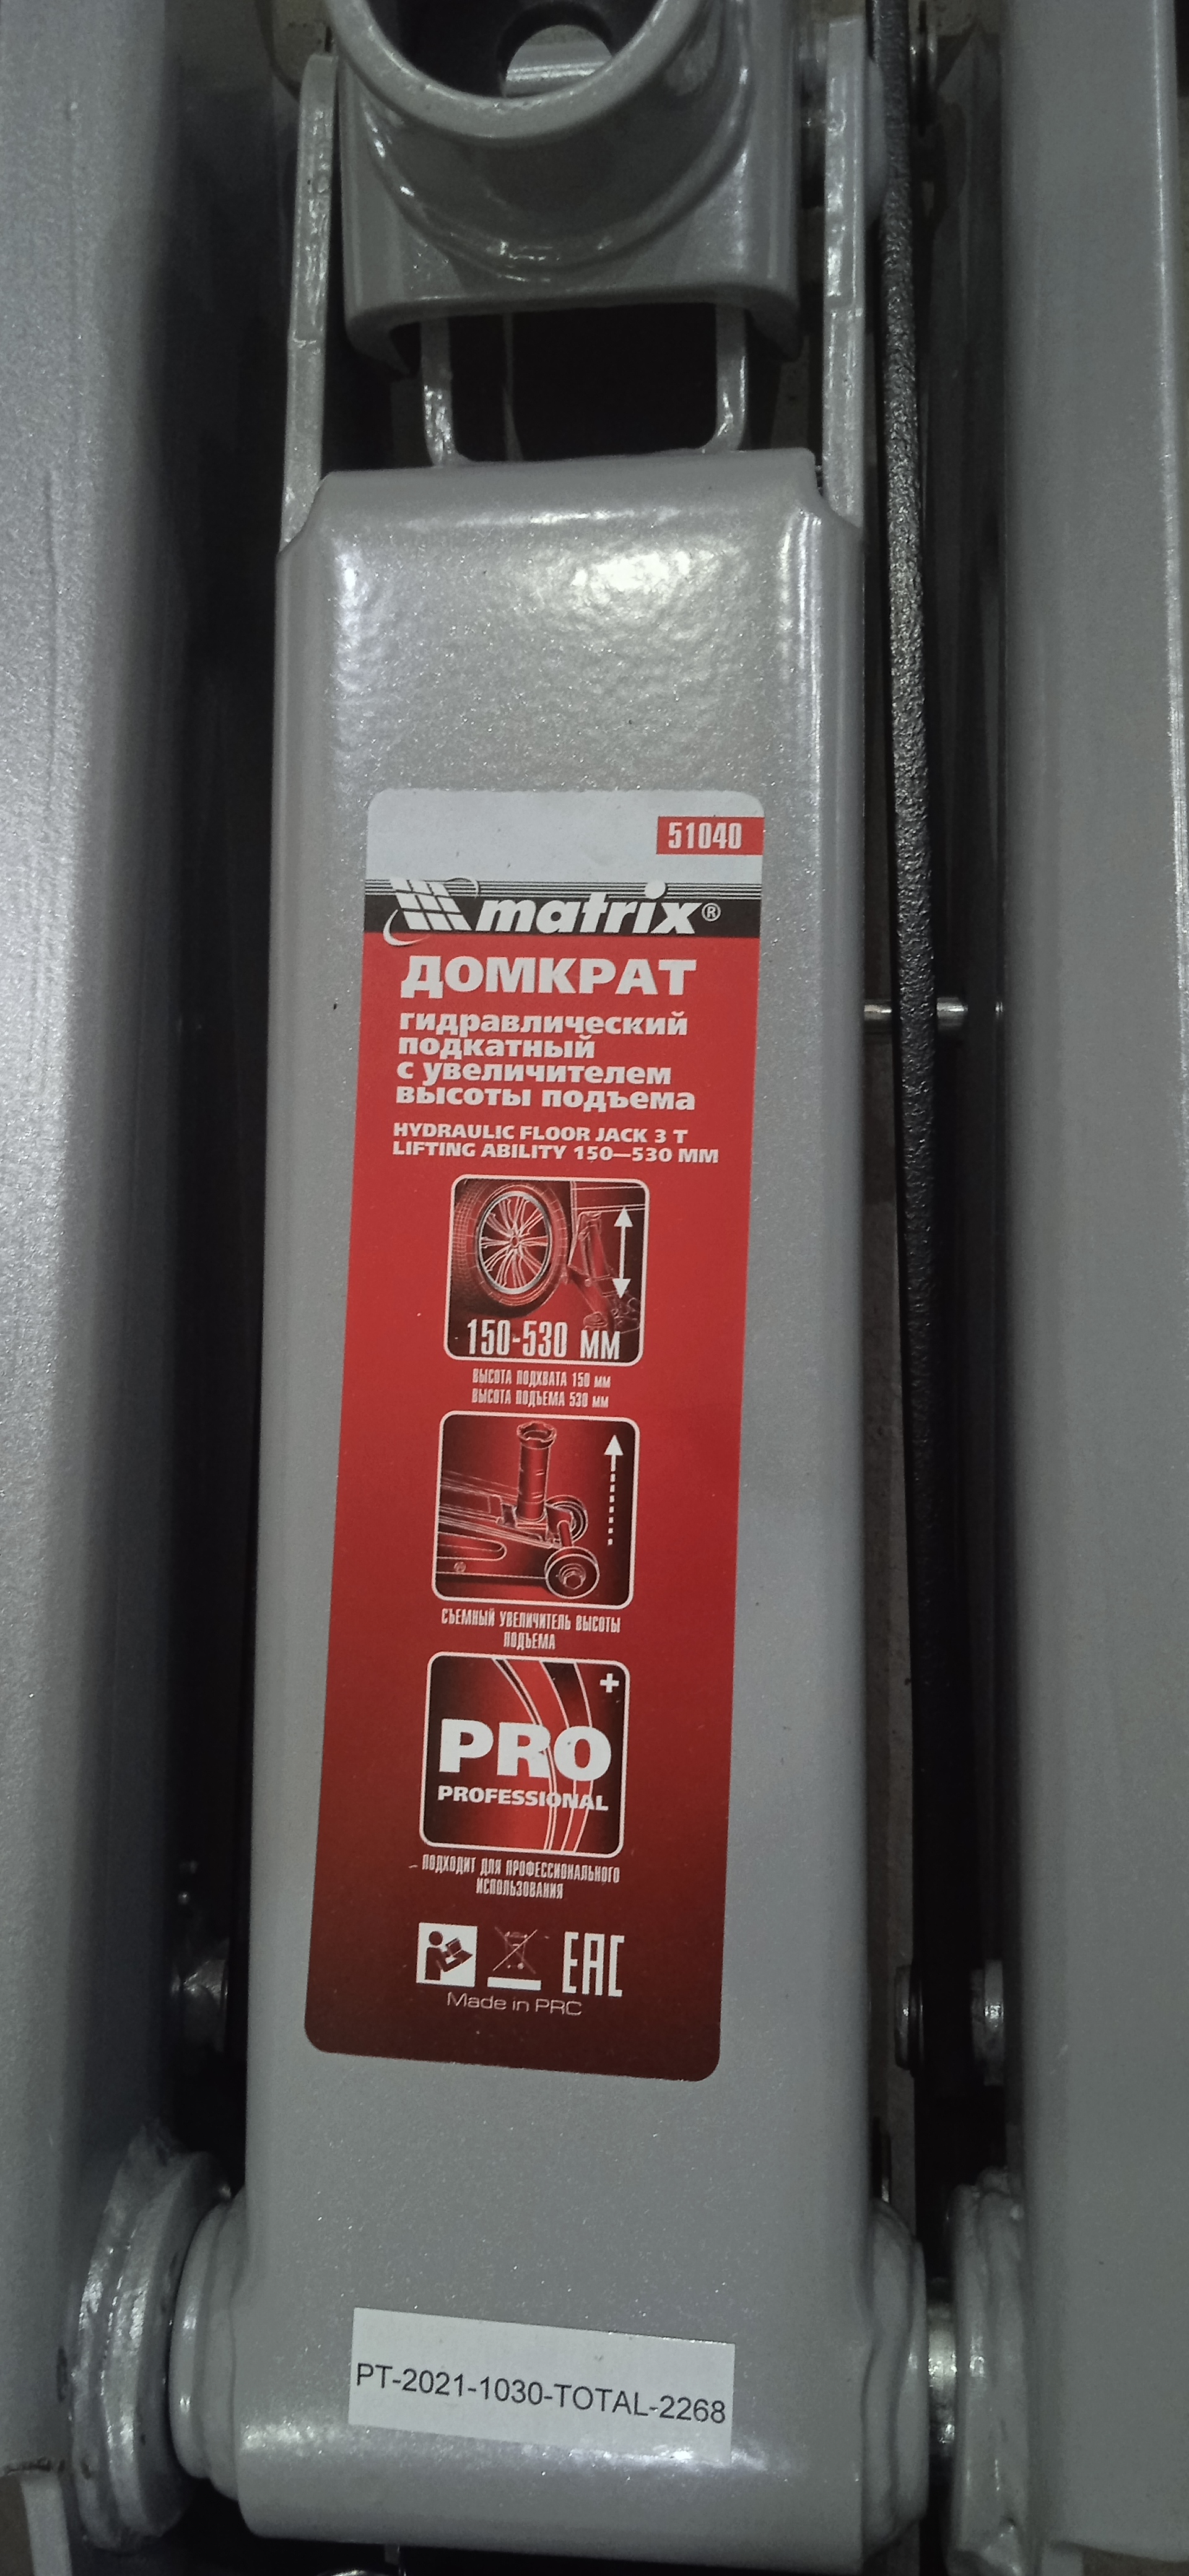 51040
matrix®
ДОМКРАТ
гидравлический
подкатный
с увеличителем
высоты подъема
HYDRAULIC FLOOR JACK 3 T
LIFTING ABILITY 150—530 MM
150-530 мм
ВЫСОТА ПОДХВАТА 150 мм
ВЫСОТА ПОДЪЕМА 530 мм
СЪЕМНЫЙ УВЕЛИЧИТЕЛЬ ВЫСОТЫ
ПОДЪЕМА
+
PRO
PROFESSIONAL
ПОДХОДИТ ДЛЯ ПРОФЕССИОНАЛЬНОГО
ИСПОЛЬЗОВАНИЯ
EAC
Made in PRC
PT-2021-1030-TOTAL-2268